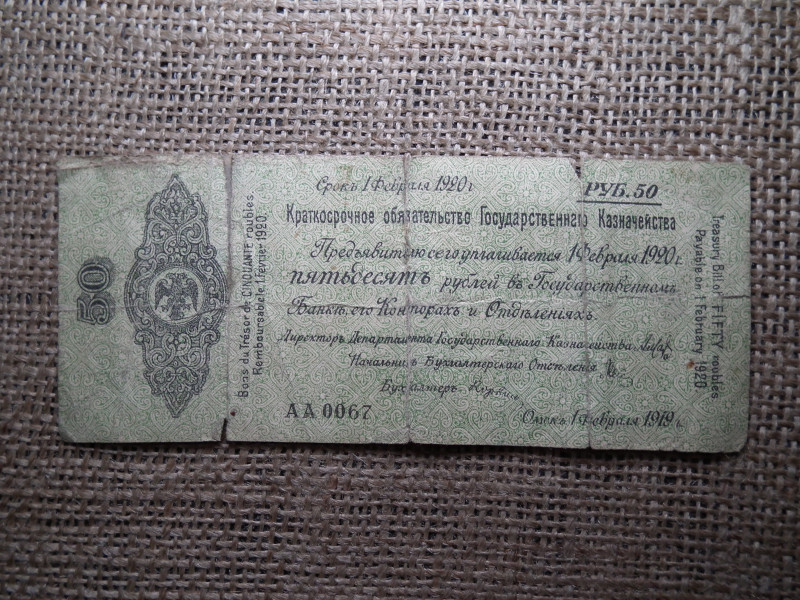 50
Bons du Trésor de CINQUANTE roubles.
Remboursable le 1 février 1920.
Срокъ 1 Февраля 1920 г.
РУБ. 50
Краткосрочное обязательство Государственнаго Казначейства
Предъявителю сего уплачивается 1 Февраля 1920 г.
пятьдесятъ рублей въ Государственномъ
Банкѣ, его Конторахъ и Отдѣленіяхъ.
Директоръ Департамента Государственнаго Казначейства
Начальникъ Бухгалтерскаго Отдѣленія
Бухгалтеръ
АА 0067
Омскъ 1 Февраля 1919 г.
Treasury Bill of FIFTY roubles
Payable on 1 February 1920